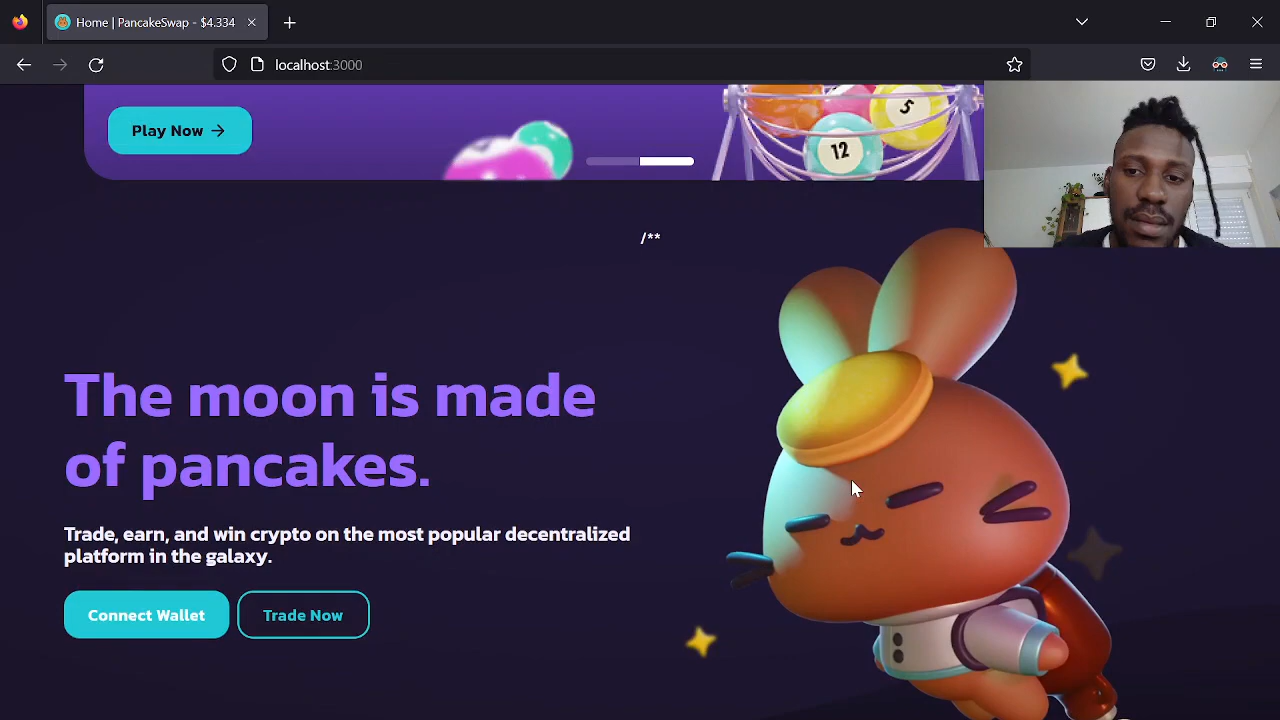 Home | PancakeSwap - $4.334
localhost:3000
Play Now
5
12
/**
The moon is made
of pancakes.
Trade, earn, and win crypto on the most popular decentralized
platform in the galaxy.
Connect Wallet
Trade Now